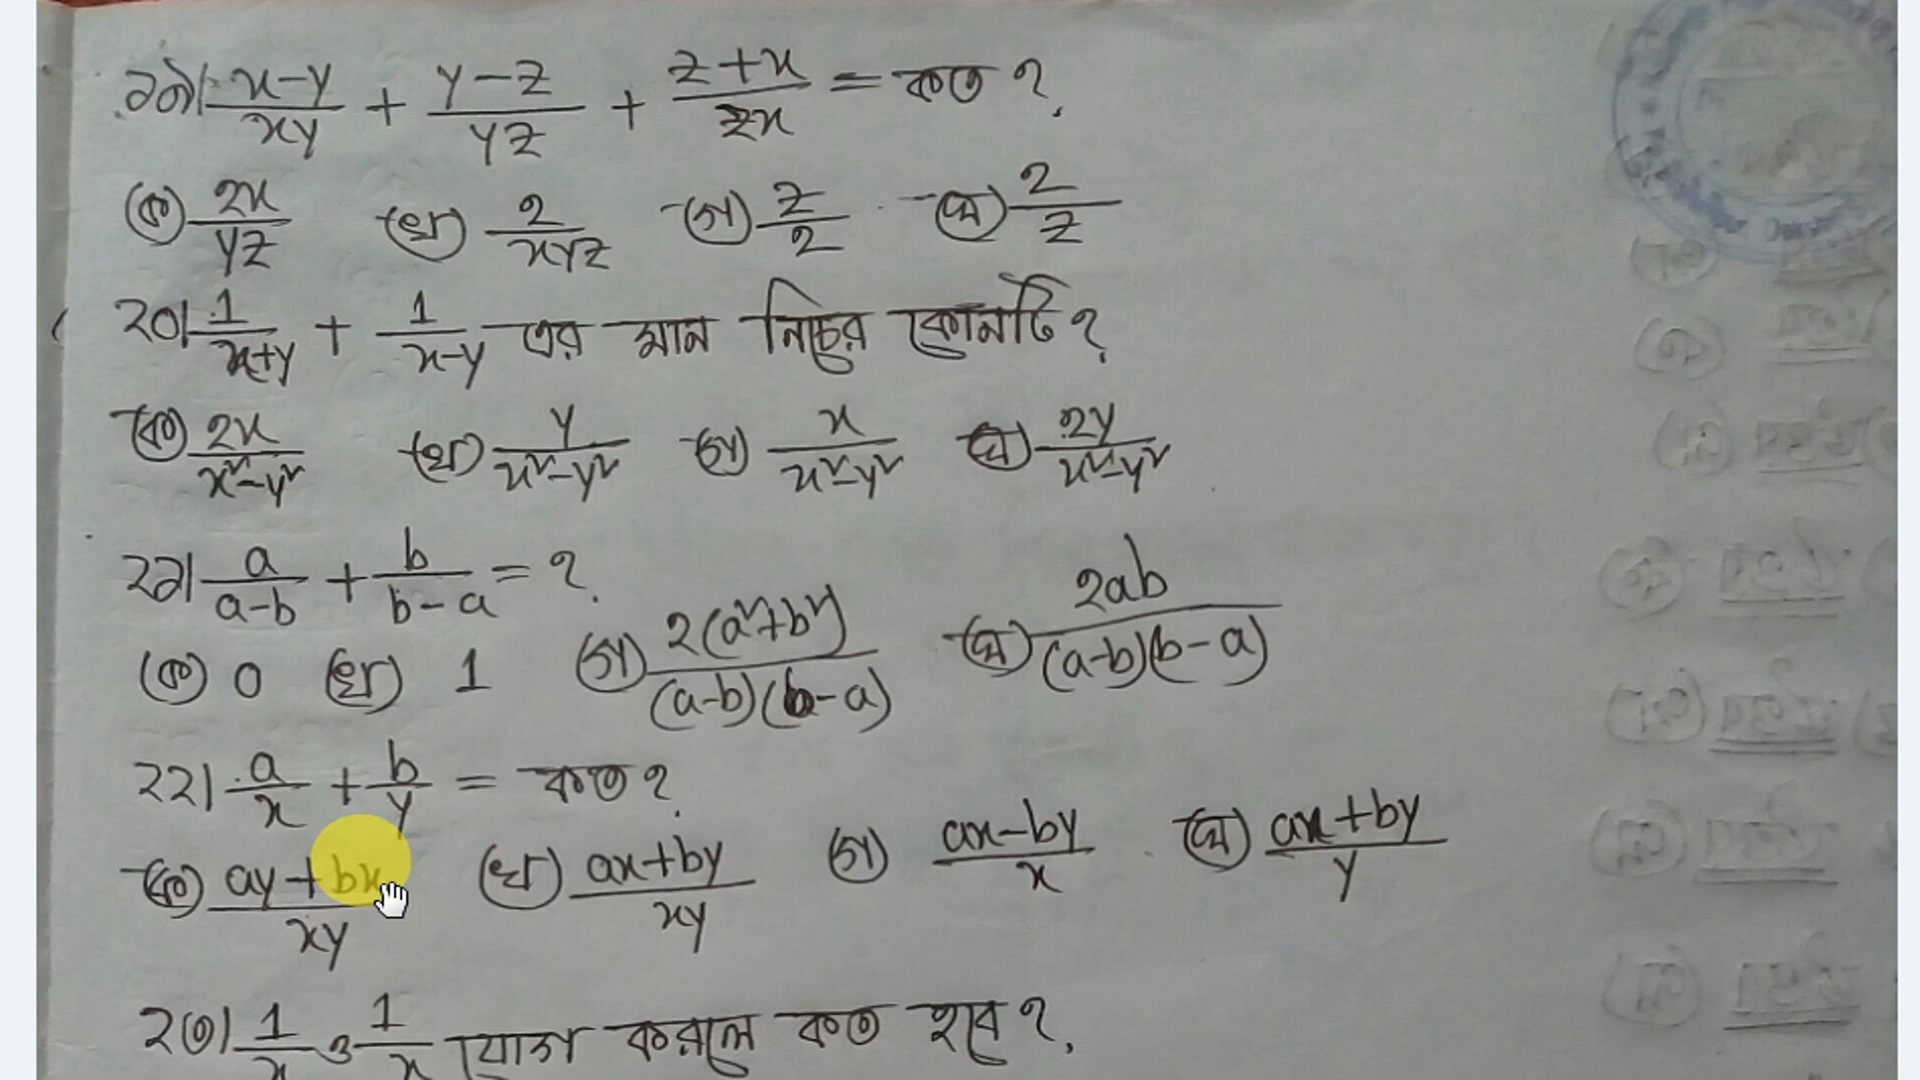 ১৯। x-y/xy + y-z/yz + z+x/zx = কত ?
(ক) 2x/yz (খ) 2/xyz (গ) z/2 (ঘ) 2/z
২০। 1/x+y + 1/x-y এর মান নিচের কোনটি ?
(ক) 2x/x²-y² (খ) y/x²-y² (গ) x/x²-y² (ঘ) 2y/x²-y²
২১। a/a-b + b/b-a = ?
(ক) 0 (খ) 1 (গ) 2(a²+b²)/(a-b)(b-a) (ঘ) 2ab/(a-b)(b-a)
২২। a/x + b/y = কত ?
(ক) ay+bx/xy (খ) ax+by/xy (গ) ax-by/x (ঘ) ax+by/y
২৩। 1/x ও 1/x যোগ করলে কত হবে ?